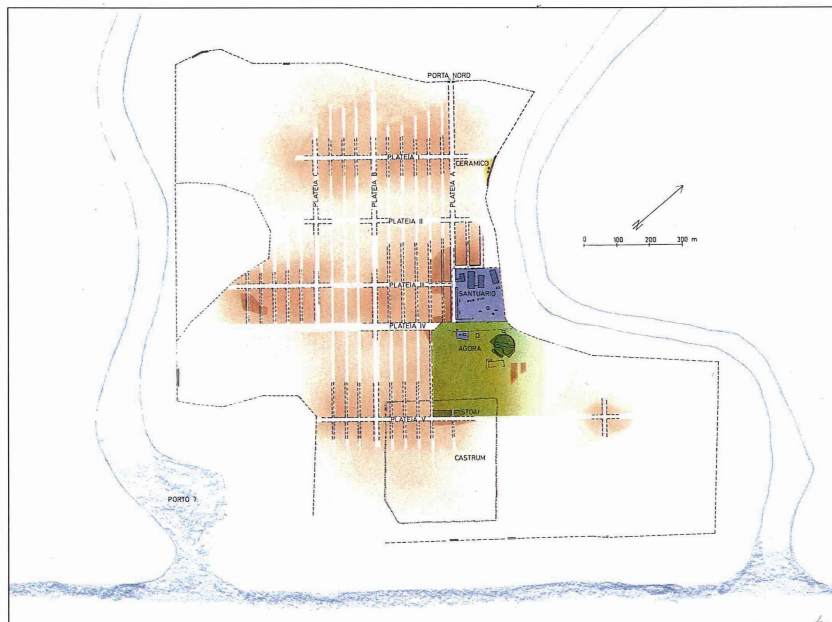 PORTA NORD
PLATEIA I
CERAMICO
PLATEIA C
PLATEIA B
PLATEIA A
PLATEIA II
0 100 200 300 m
PLATEIA III
SANTUARIO
PLATEIA IV
AGORA
STOAI
PLATEIA V
CASTRUM
PORTO ?